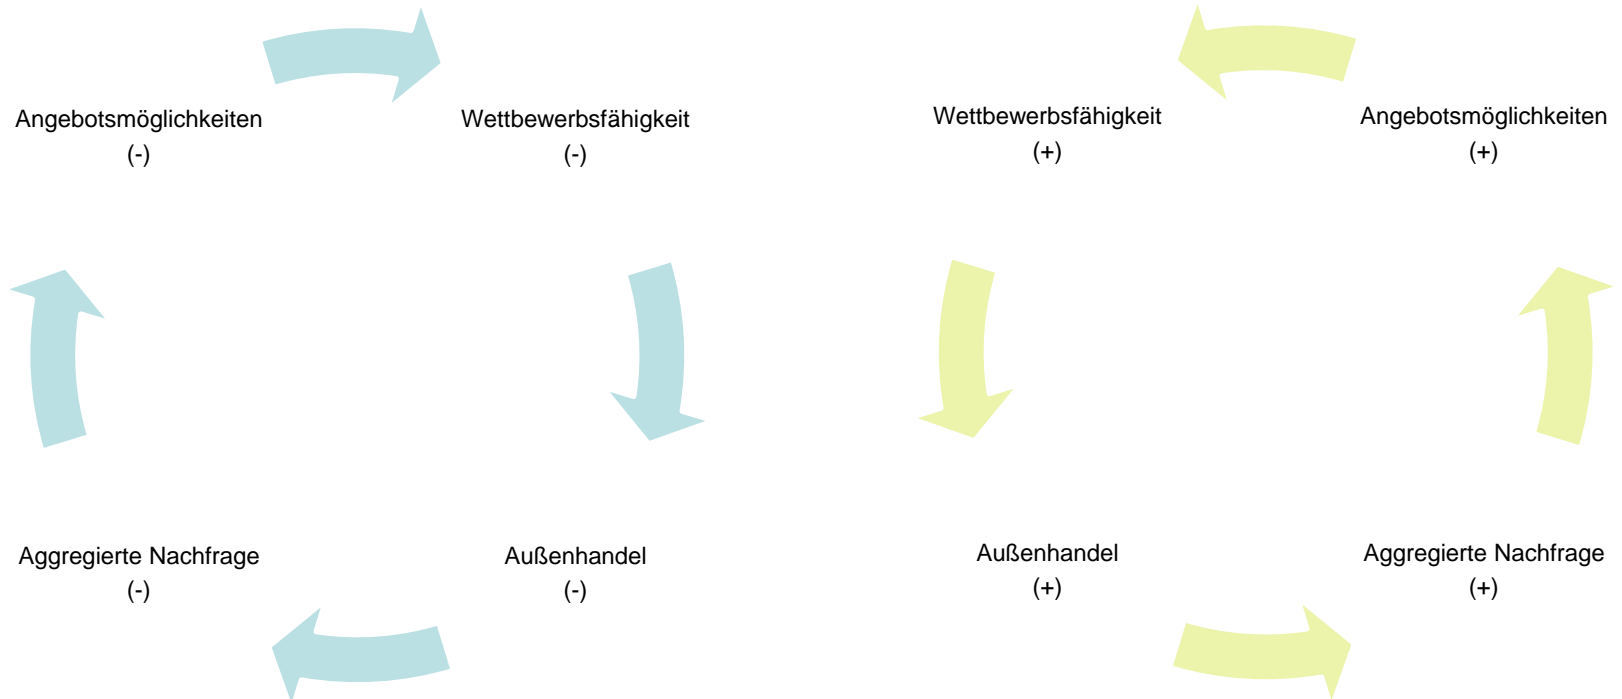 Angebotsmöglichkeiten
(-)
Wettbewerbsfähigkeit
(-)
Wettbewerbsfähigkeit
(+)
Angebotsmöglichkeiten
(+)
Aggregierte Nachfrage
(-)
Außenhandel
(-)
Außenhandel
(+)
Aggregierte Nachfrage
(+)